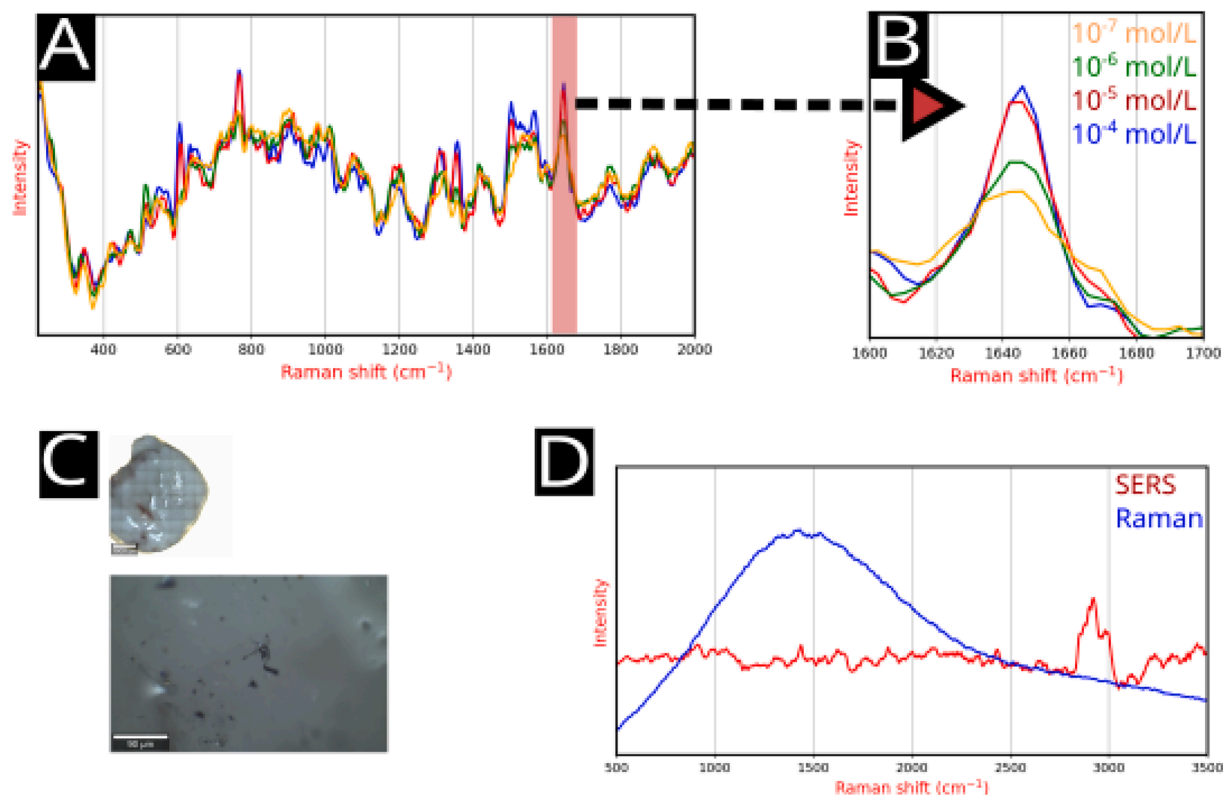 A
Intensity
400 600 800 1000 1200 1400 1600 1800 2000
Raman shift (cm⁻¹)
B
10⁻⁷ mol/L
10⁻⁶ mol/L
10⁻⁵ mol/L
10⁻⁴ mol/L
Intensity
1600 1620 1640 1660 1680 1700
Raman shift (cm⁻¹)
C
D
SERS
Raman
Intensity
500 1000 1500 2000 2500 3000 3500
Raman shift (cm⁻¹)